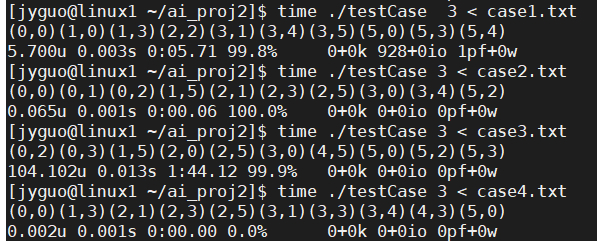 [jyguo@linux1 ~/ai_proj2]$ time ./testCase  3 < case1.txt
(0,0)(1,0)(1,3)(2,2)(3,1)(3,4)(3,5)(5,0)(5,3)(5,4)
5.700u 0.003s 0:05.71 99.8%     0+0k 928+0io 1pf+0w
[jyguo@linux1 ~/ai_proj2]$ time ./testCase 3 < case2.txt
(0,0)(0,1)(0,2)(1,5)(2,1)(2,3)(2,5)(3,0)(3,4)(5,2)
0.065u 0.001s 0:00.06 100.0%    0+0k 0+0io 0pf+0w
[jyguo@linux1 ~/ai_proj2]$ time ./testCase 3 < case3.txt
(0,2)(0,3)(1,5)(2,0)(2,5)(3,0)(4,5)(5,0)(5,2)(5,3)
104.102u 0.013s 1:44.12 99.9%   0+0k 0+0io 0pf+0w
[jyguo@linux1 ~/ai_proj2]$ time ./testCase 3 < case4.txt
(0,0)(1,3)(2,1)(2,3)(2,5)(3,1)(3,3)(3,4)(4,3)(5,0)
0.002u 0.001s 0:00.00 0.0%      0+0k 0+0io 0pf+0w